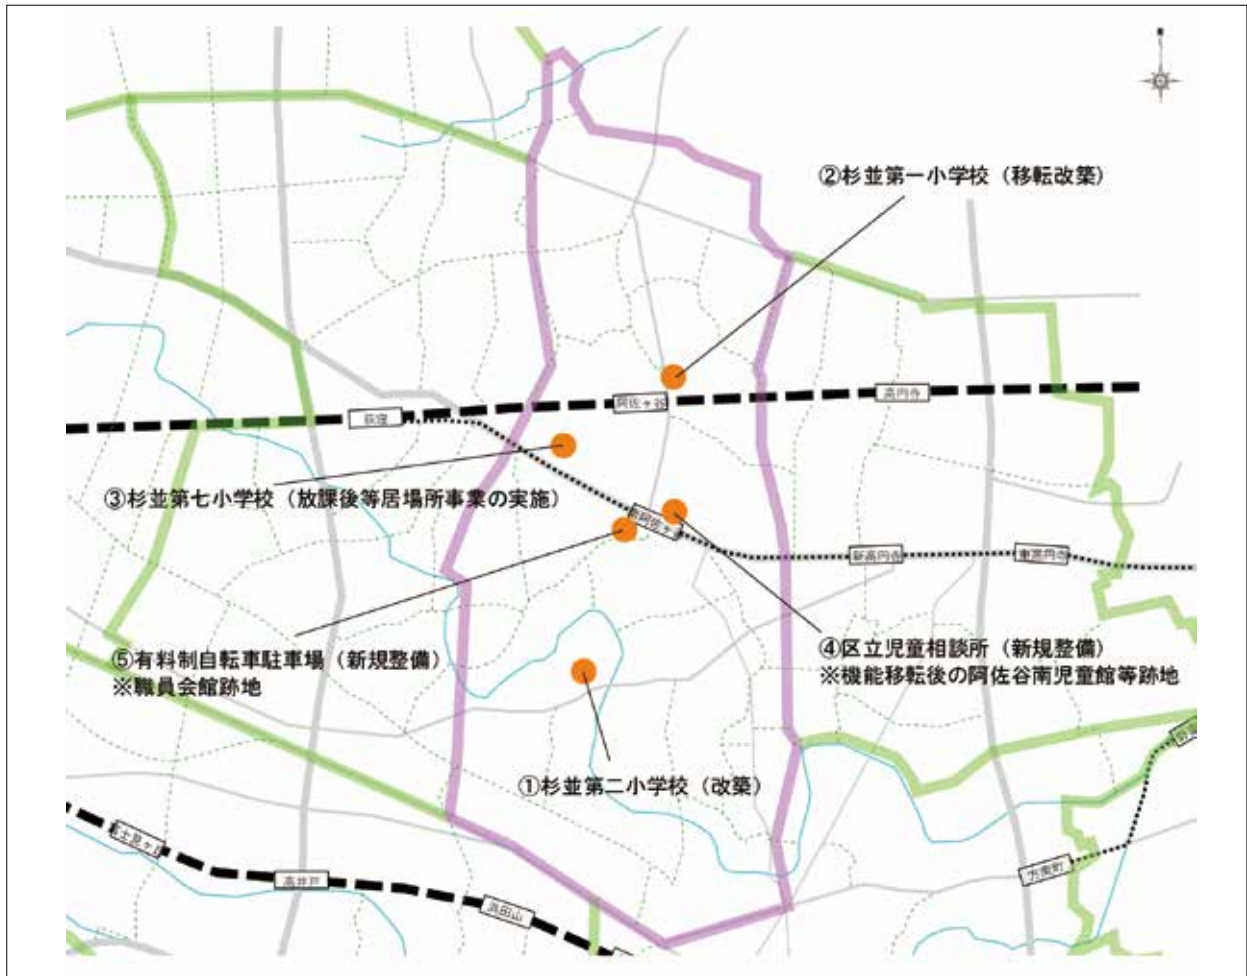 ②杉並第一小学校（移転改築）
高円寺
阿佐ヶ谷
荻窪
③杉並第七小学校（放課後等居場所事業の実施）
新高円寺
東高円寺
⑤有料制自転車駐車場（新規整備）
※職員会館跡地
④区立児童相談所（新規整備）
※機能移転後の阿佐谷南児童館等跡地
①杉並第二小学校（改築）
方南町
高井戸
浜田山